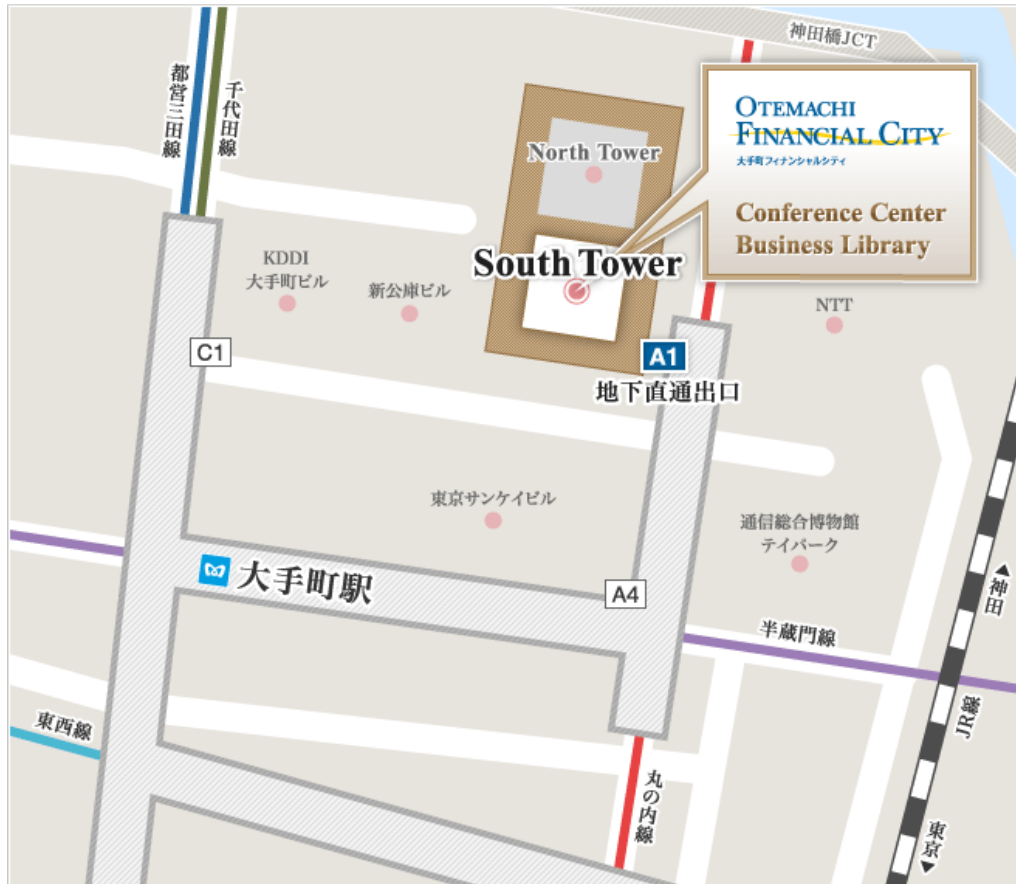 神田橋JCT
都営三田線
千代田線
OTEMACHI
FINANCIAL CITY
大手町フィナンシャルシティ
Conference Center
Business Library
North Tower
South Tower
KDDI
大手町ビル
新公庫ビル
NTT
C1
A1
地下直通出口
東京サンケイビル
通信総合博物館
テイパーク
大手町駅
A4
▲神田
半蔵門線
JR線
東西線
丸の内線
東京▼